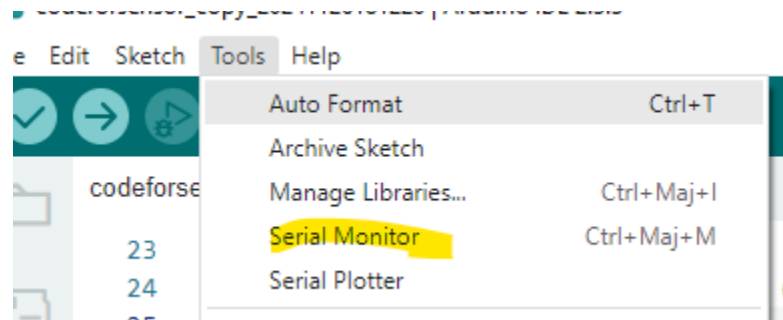 e Edit Sketch Tools Help
Auto Format Ctrl+T
Archive Sketch
codeforse
Manage Libraries... Ctrl+Maj+I
23
Serial Monitor Ctrl+Maj+M
24
Serial Plotter